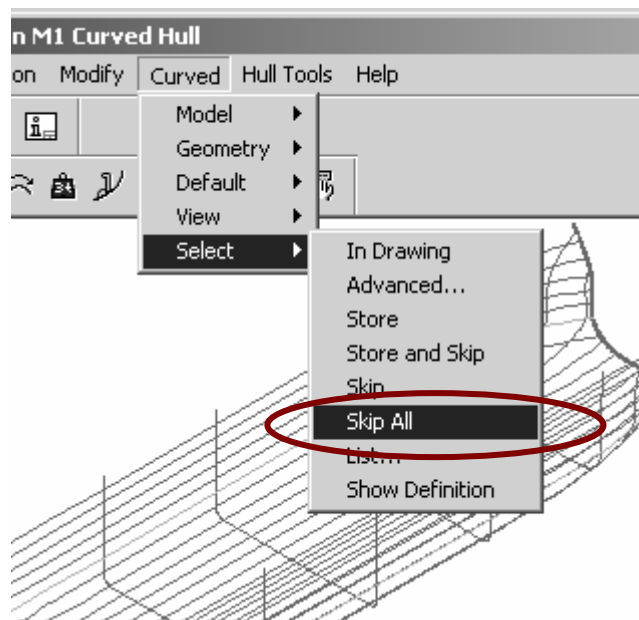 n M1 Curved Hull
on Modify Curved Hull Tools Help
Model
Geometry
Default
View
Select
In Drawing
Advanced...
Store
Store and Skip
Skip
Skip All
List...
Show Definition